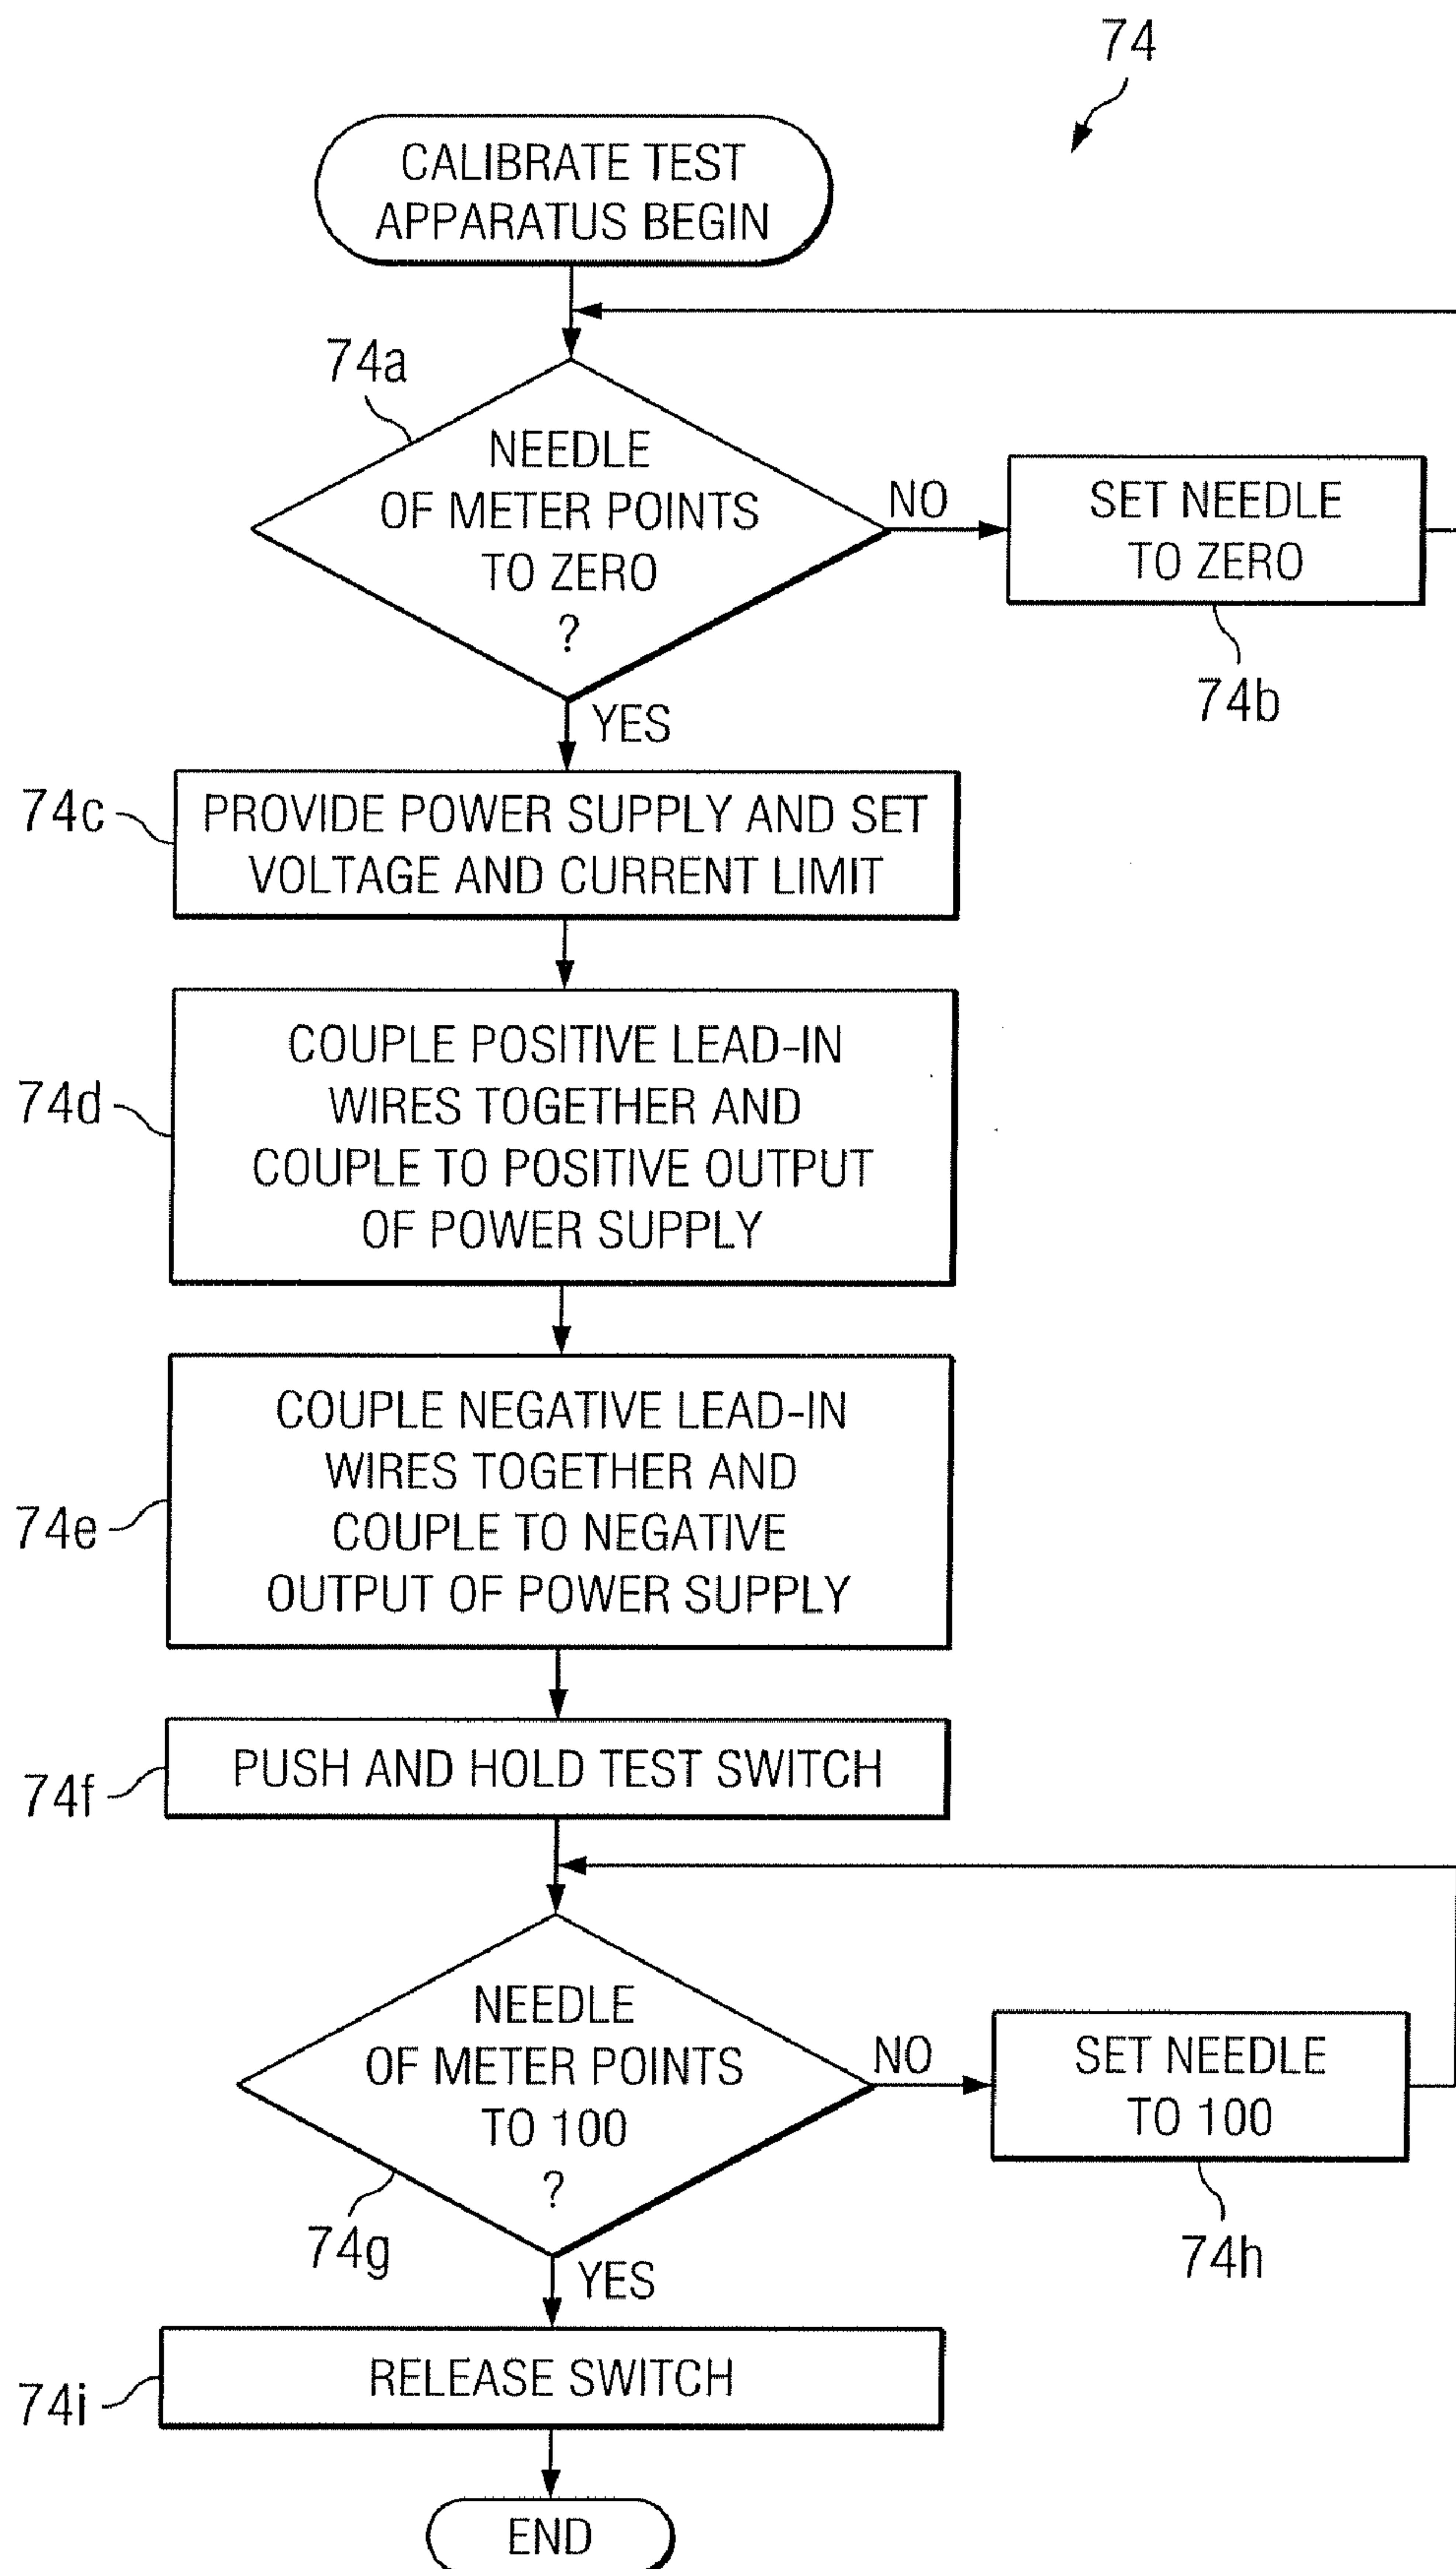 74
CALIBRATE TEST
APPARATUS BEGIN
74a
NEEDLE
OF METER POINTS
TO ZERO
?
NO
SET NEEDLE
TO ZERO
74b
YES
74c
PROVIDE POWER SUPPLY AND SET
VOLTAGE AND CURRENT LIMIT
74d
COUPLE POSITIVE LEAD-IN
WIRES TOGETHER AND
COUPLE TO POSITIVE OUTPUT
OF POWER SUPPLY
74e
COUPLE NEGATIVE LEAD-IN
WIRES TOGETHER AND
COUPLE TO NEGATIVE
OUTPUT OF POWER SUPPLY
74f
PUSH AND HOLD TEST SWITCH
NEEDLE
OF METER POINTS
TO 100
?
74g
NO
SET NEEDLE
TO 100
74h
YES
74i
RELEASE SWITCH
END